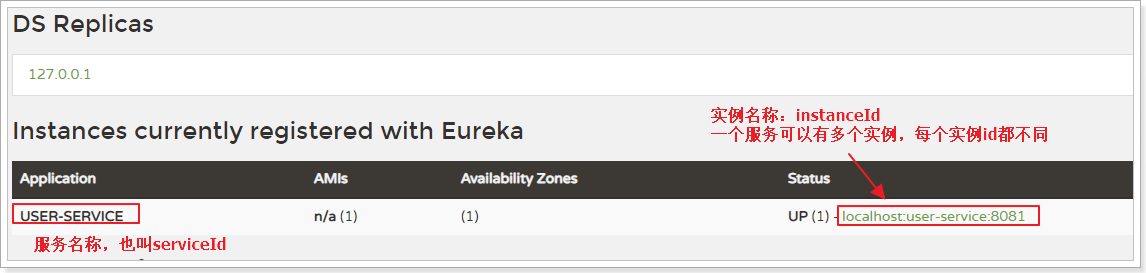 DS Replicas
127.0.0.1
Instances currently registered with Eureka
实例名称：instanceId
一个服务可以有多个实例，每个实例id都不同
Application AMIs Availability Zones Status
USER-SERVICE n/a (1) (1) UP (1) - localhost:user-service:8081
服务名称，也叫serviceId